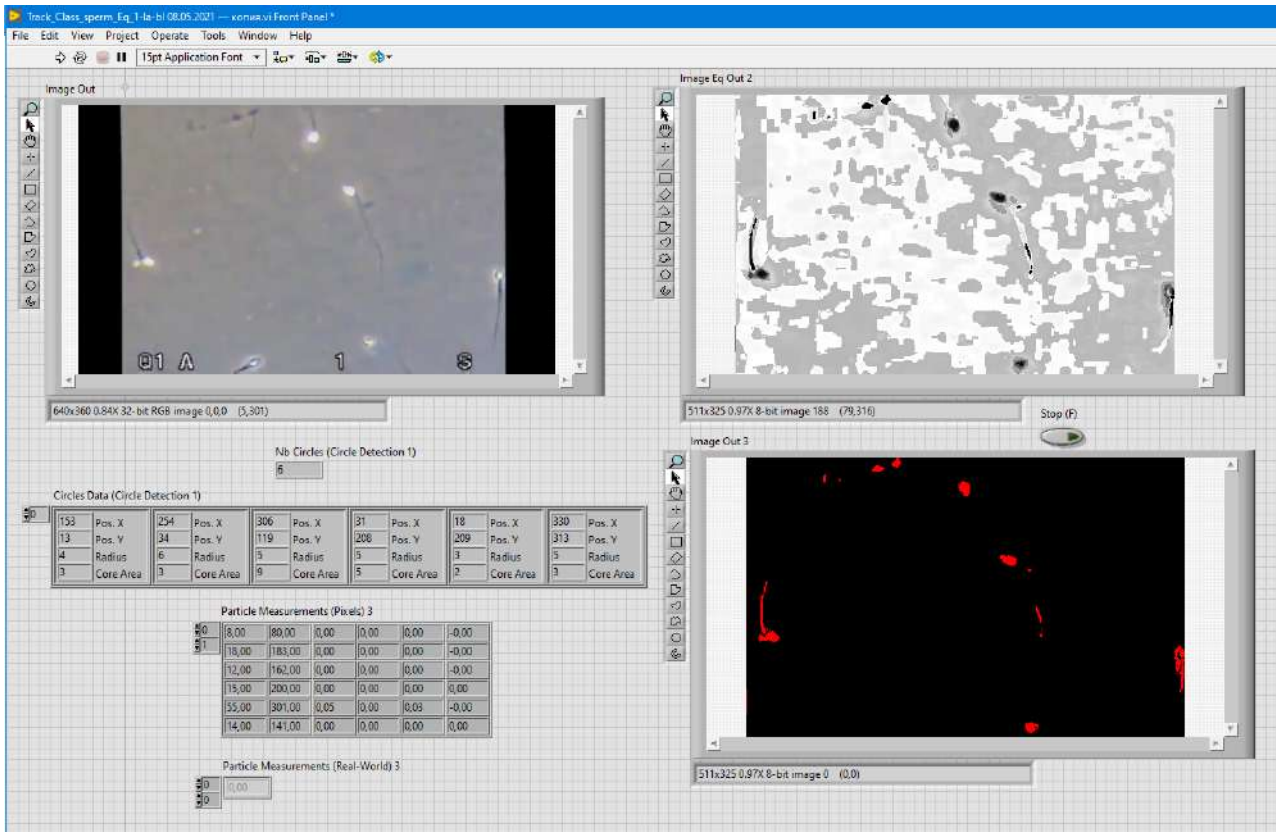 Track_Class_sperm_Eq_1-la-bl 08.05.2021 — копия.vi Front Panel *
File Edit View Project Operate Tools Window Help
15pt Application Font
Image Out
Image Eq Out 2
1 S
640x360 0.84X 32-bit RGB image 0,0,0 (5,301)
511x325 0.97X 8-bit image 188 (79,316)
Stop (F)
Image Out 3
Nb Circles (Circle Detection 1)
6
Circles Data (Circle Detection 1)
0
153 Pos. X 254 Pos. X 306 Pos. X 31 Pos. X 18 Pos. X 330 Pos. X
13 Pos. Y 34 Pos. Y 119 Pos. Y 208 Pos. Y 209 Pos. Y 313 Pos. Y
4 Radius 6 Radius 5 Radius 5 Radius 3 Radius 5 Radius
3 Core Area 3 Core Area 9 Core Area 5 Core Area 2 Core Area 3 Core Area
Particle Measurements (Pixels) 3
0 8,00 80,00 0,00 0,00 0,00 -0,00
1 18,00 183,00 0,00 0,00 0,00 -0,00
12,00 162,00 0,00 0,00 0,00 -0,00
15,00 200,00 0,00 0,00 0,00 0,00
55,00 301,00 0,05 0,00 0,03 -0,00
14,00 141,00 0,00 0,00 0,00 0,00
Particle Measurements (Real-World) 3
0 0,00
0
511x325 0.97X 8-bit image 0 (0,0)